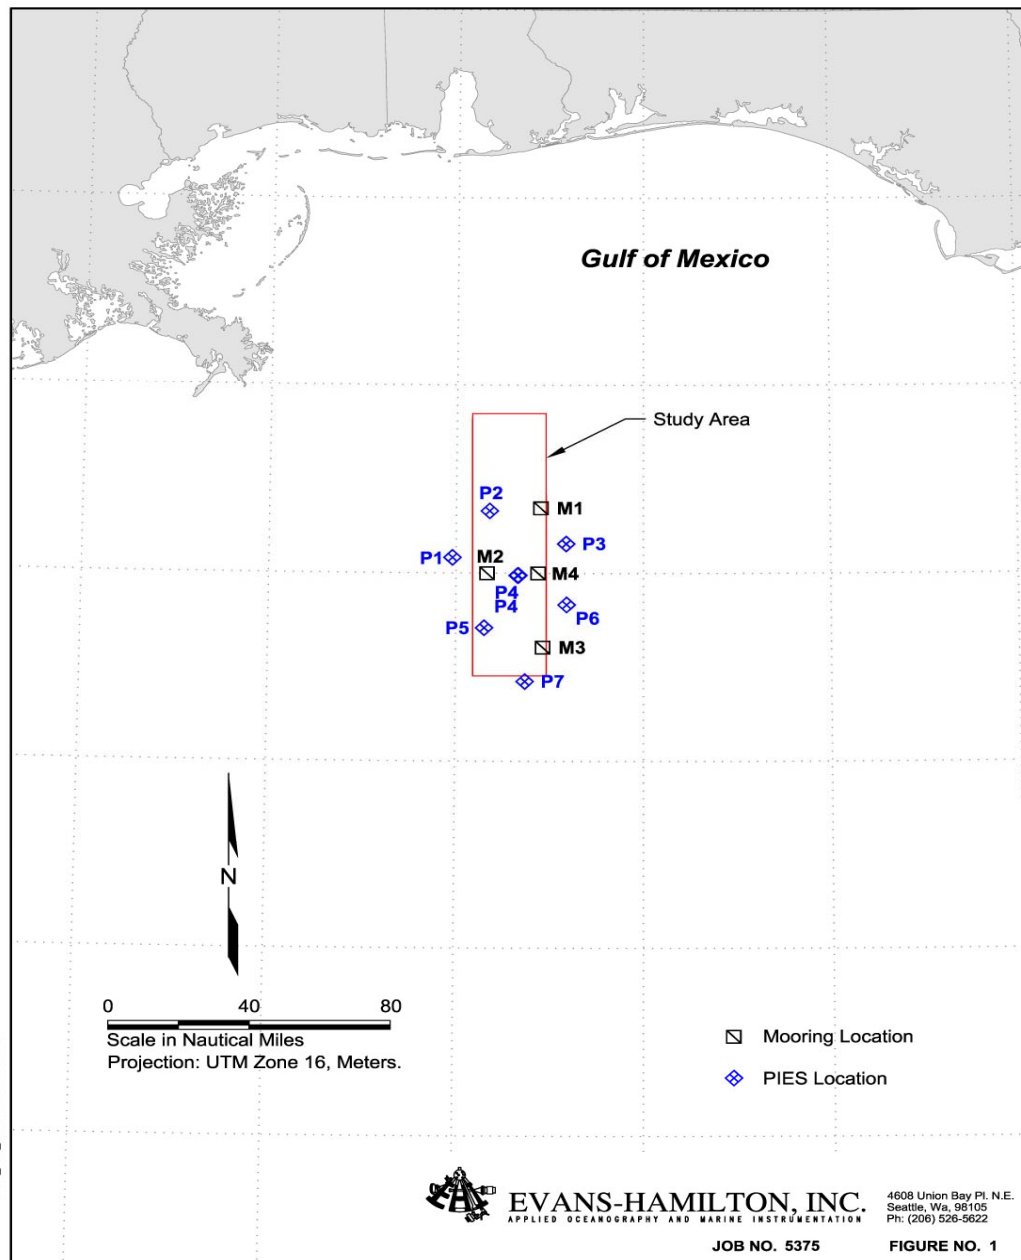 Gulf of Mexico
Study Area
P2
M1
P3
P1
M2
M4
P4
P4
P6
P5
M3
P7
N
0 40 80
Scale in Nautical Miles
Projection: UTM Zone 16, Meters.
Mooring Location
PIES Location
EVANS-HAMILTON, INC.
APPLIED OCEANOGRAPHY AND MARINE INSTRUMENTATION
4608 Union Bay Pl. N.E.
Seattle, Wa, 98105
Ph: (206) 526-5622
JOB NO. 5375 FIGURE NO. 1